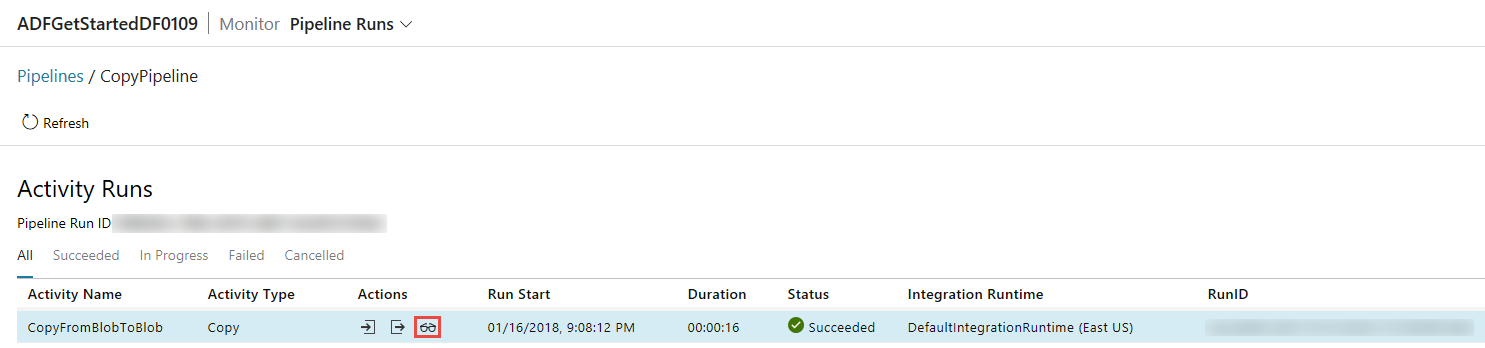 ADFGetStartedDF0109 Monitor Pipeline Runs
Pipelines / CopyPipeline
Refresh
Activity Runs
Pipeline Run ID
All Succeeded In Progress Failed Cancelled
Activity Name Activity Type Actions Run Start Duration Status Integration Runtime RunID
CopyFromBlobToBlob Copy 01/16/2018, 9:08:12 PM 00:00:16 Succeeded DefaultIntegrationRuntime (East US)